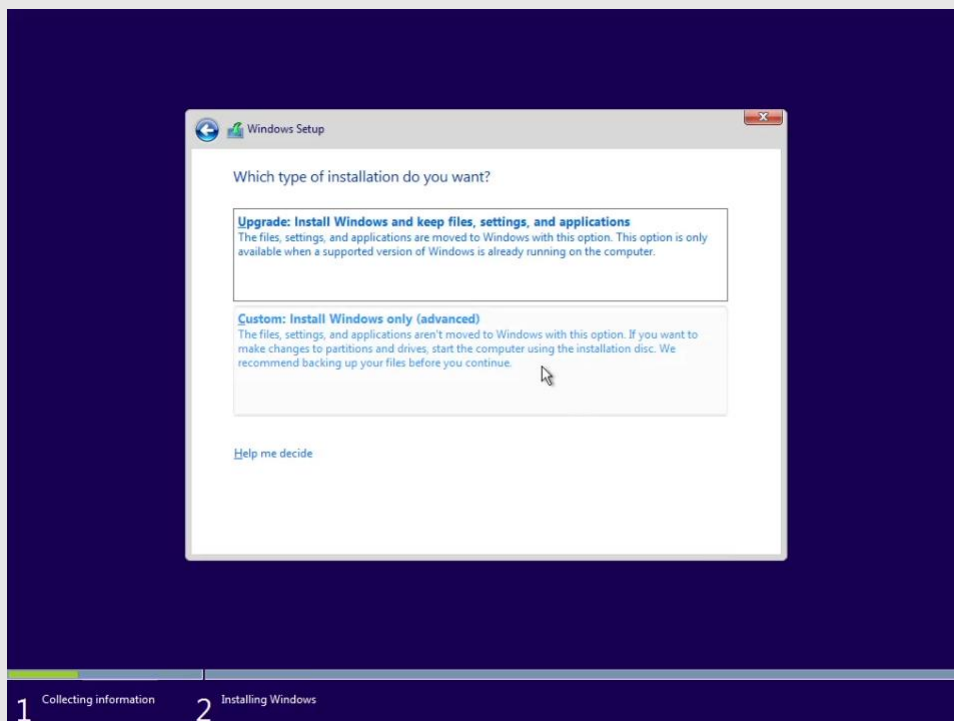 Windows Setup
X
Which type of installation do you want?
Upgrade: Install Windows and keep files, settings, and applications
The files, settings, and applications are moved to Windows with this option. This option is only
available when a supported version of Windows is already running on the computer.
Custom: Install Windows only (advanced)
The files, settings, and applications aren't moved to Windows with this option. If you want to
make changes to partitions and drives, start the computer using the installation disc. We
recommend backing up your files before you continue.
Help me decide
1 Collecting information
2 Installing Windows